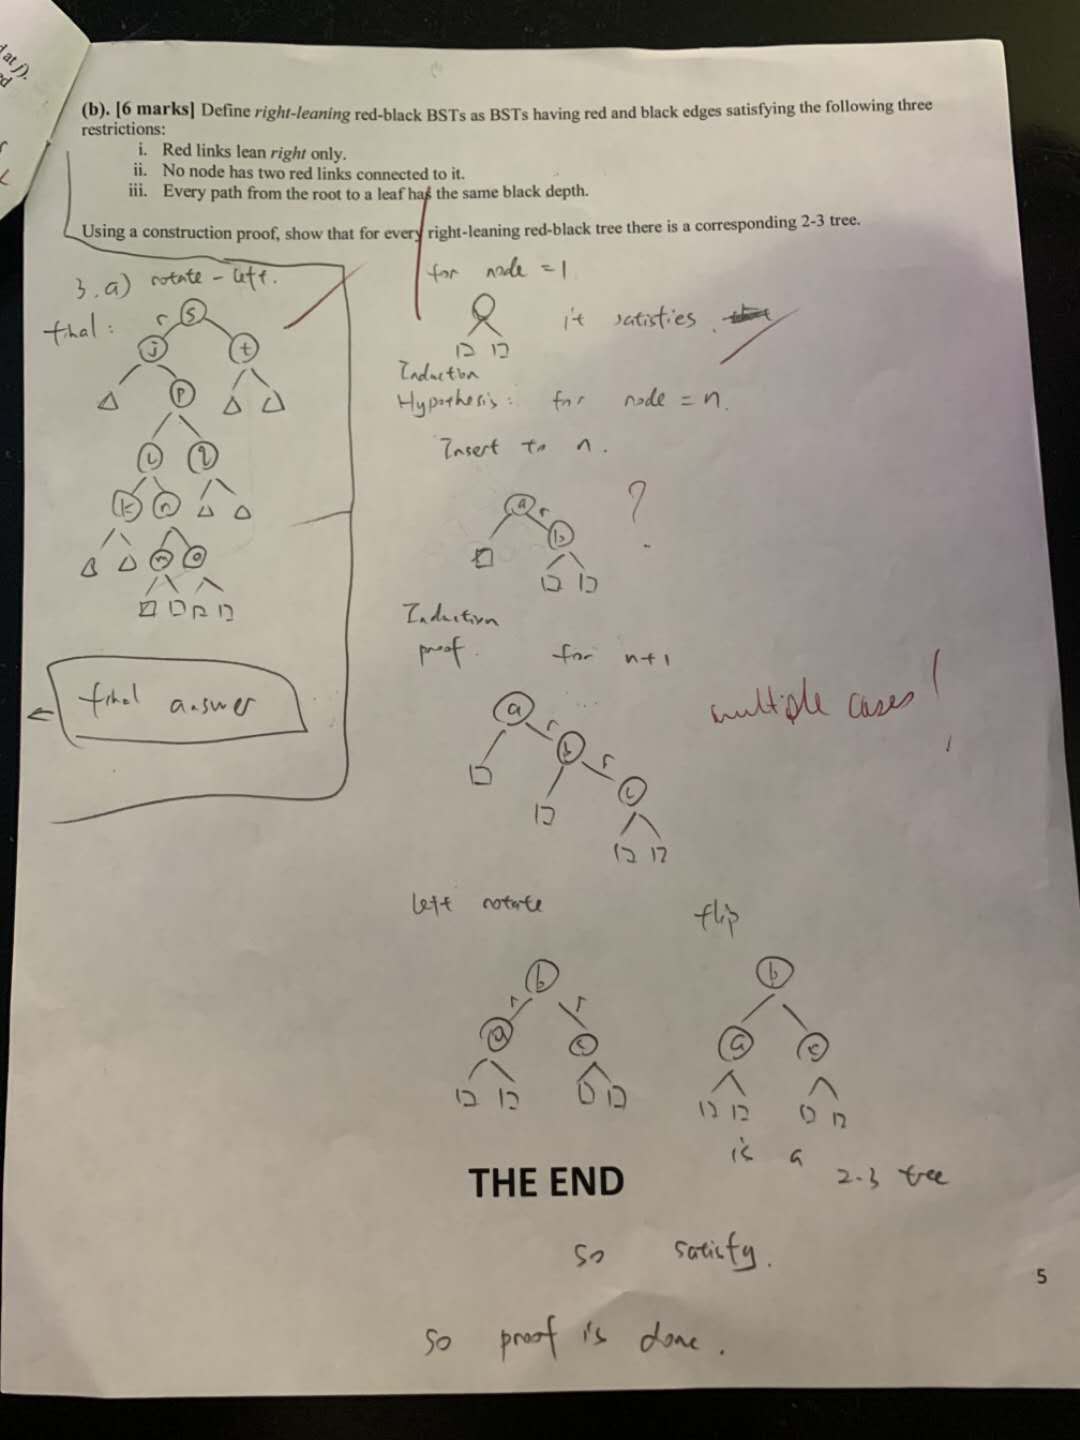 at j).
(b). [6 marks] Define right-leaning red-black BSTs as BSTs having red and black edges satisfying the following three
restrictions:
i. Red links lean right only.
ii. No node has two red links connected to it.
iii. Every path from the root to a leaf has the same black depth.
Using a construction proof, show that for every right-leaning red-black tree there is a corresponding 2-3 tree.
3.a) rotate - left.
final:
r
s
j
t
p
L
q
k
n
m
o
final answer
for node = 1
it satisfies.
Induction
Hypothesis: for node = n.
Insert to n.
a
r
b
?
Induction
proof. for n+1
multiple cases!
a
r
b
r
c
left rotate
flip
b
r r
a
c
b
a
c
is a
2-3 tree
THE END
so satisfy.
5
so proof is done.